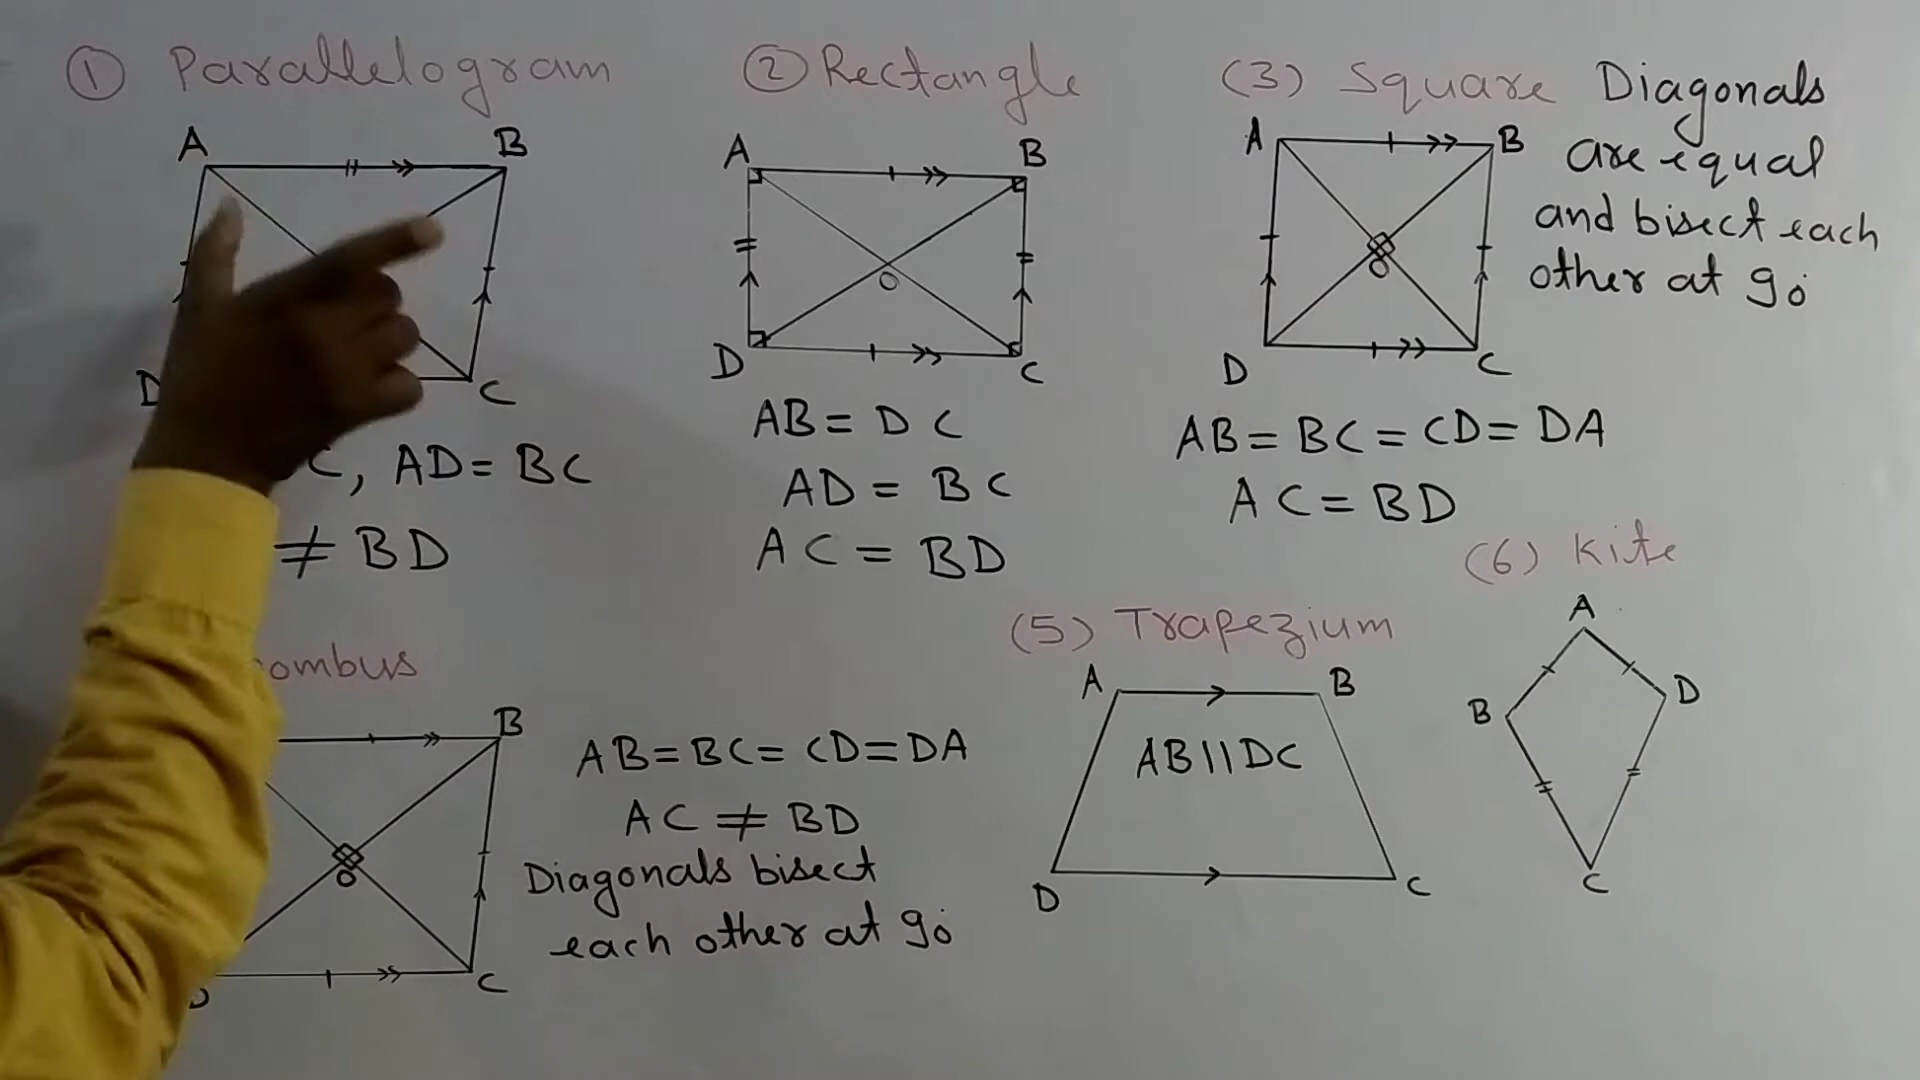 ① Parallelogram
A B
C
, AD = BC
≠ BD
② Rectangle
A B
O
D C
AB = DC
AD = BC
AC = BD
(3) Square
Diagonals
are equal
and bisect each
other at 90
A B
O
D C
AB = BC = CD = DA
AC = BD
ombus
B
O
D C
AB = BC = CD = DA
AC ≠ BD
Diagonals bisect
each other at 90
(5) Trapezium
A B
AB || DC
D C
(6) Kite
A
B D
C